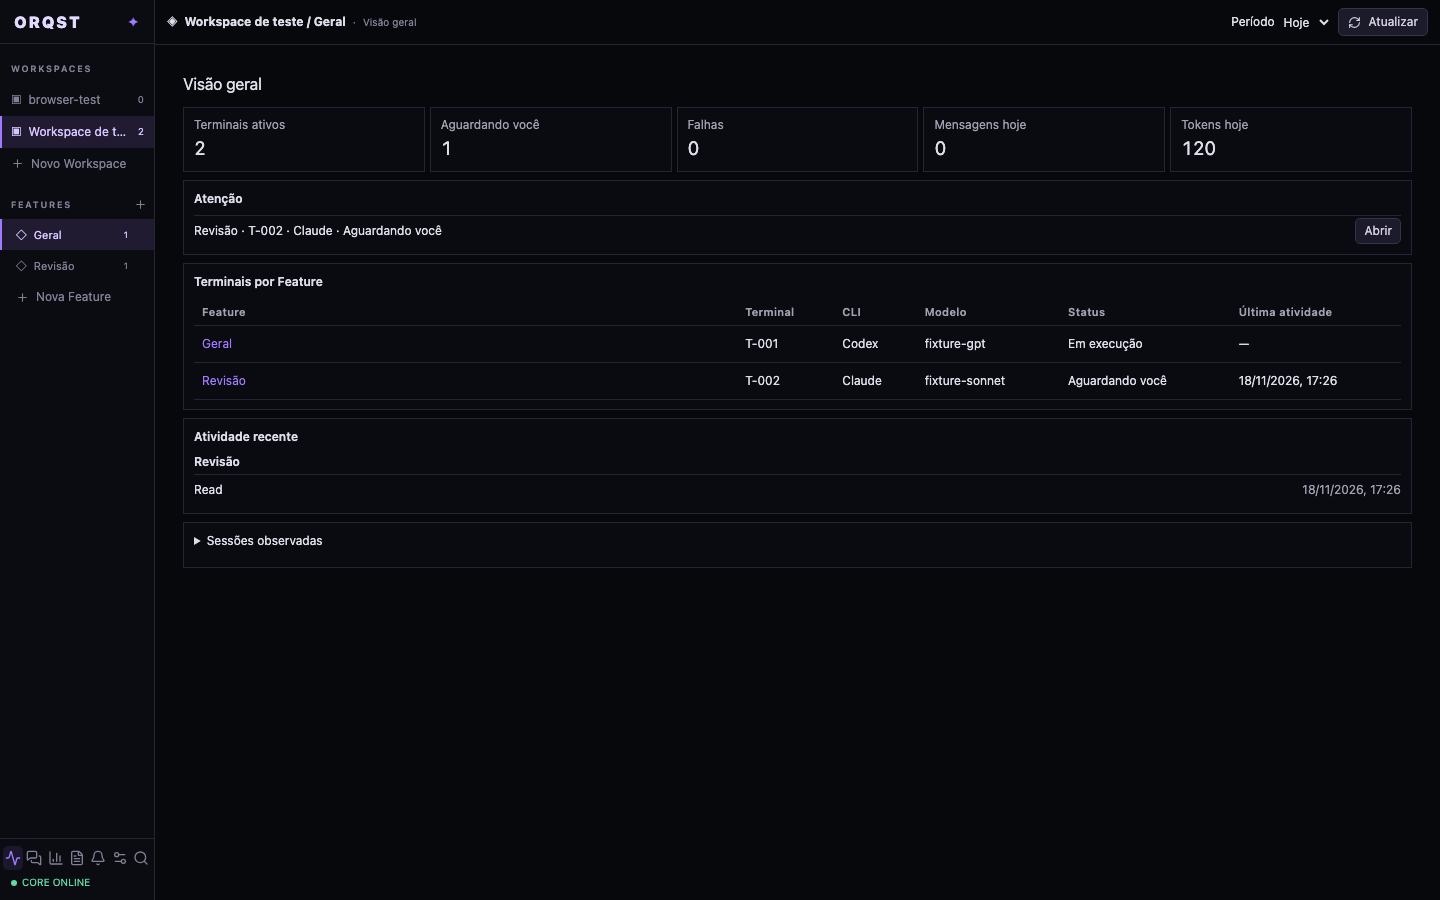 ORQST
WORKSPACES
browser-test 0
Workspace de t... 2
Novo Workspace
FEATURES
Geral 1
Revisão 1
Nova Feature
CORE ONLINE
Workspace de teste / Geral · Visão geral
Período Hoje Atualizar
Visão geral
Terminais ativos
2
Aguardando você
1
Falhas
0
Mensagens hoje
0
Tokens hoje
120
Atenção
Revisão · T-002 · Claude · Aguardando você Abrir
Terminais por Feature
Feature Terminal CLI Modelo Status Última atividade
Geral T-001 Codex fixture-gpt Em execução —
Revisão T-002 Claude fixture-sonnet Aguardando você 18/11/2026, 17:26
Atividade recente
Revisão
Read 18/11/2026, 17:26
Sessões observadas